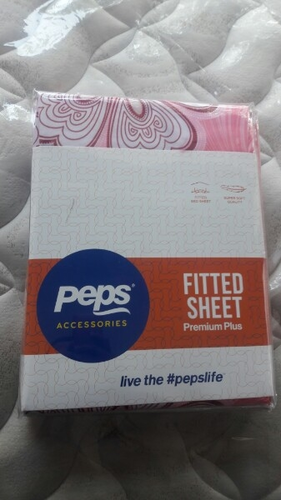 peps
ACCESSORIES
FITTED
SHEET
Premium Plus
live the #pepslife